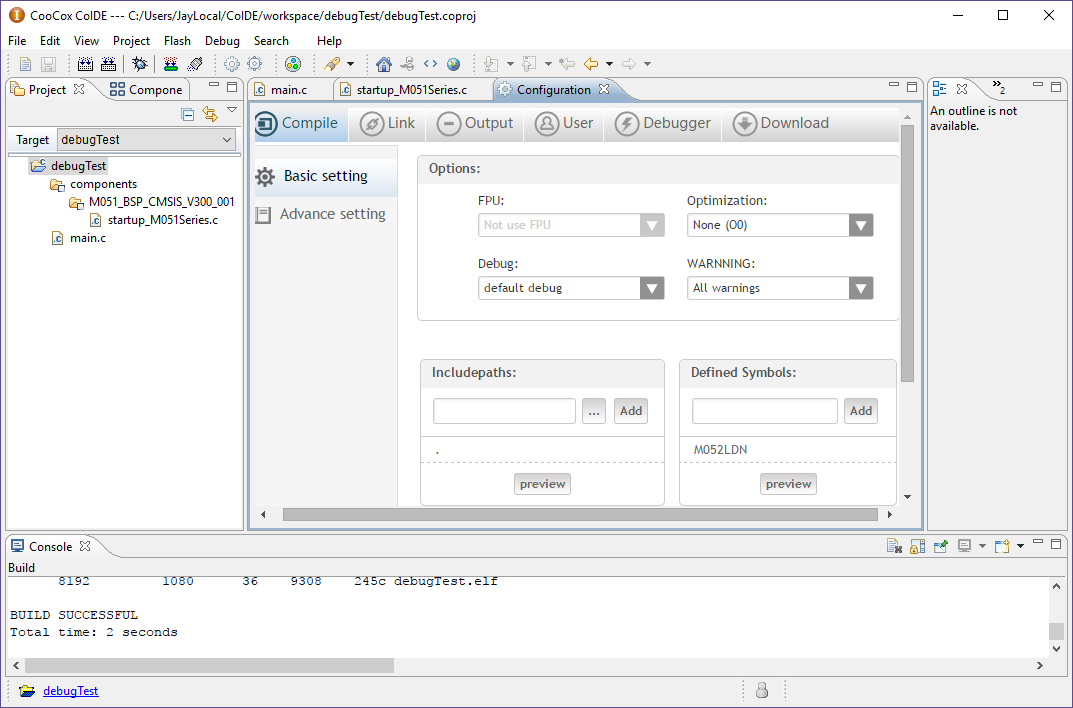 CooCox CoIDE --- C:/Users/JayLocal/CoIDE/workspace/debugTest/debugTest.coproj
File Edit View Project Flash Debug Search Help
Project Compone
main.c startup_M051Series.c Configuration
»2
Target debugTest
debugTest
components
M051_BSP_CMSIS_V300_001
startup_M051Series.c
main.c
Compile Link Output User Debugger Download
Basic setting
Advance setting
Options:
FPU: Optimization:
Not use FPU None (O0)
Debug: WARNNING:
default debug All warnings
Includepaths: Defined Symbols:
... Add Add
. M052LDN
preview preview
An outline is not
available.
Console
Build
8192 1080 36 9308 245c debugTest.elf
BUILD SUCCESSFUL
Total time: 2 seconds
debugTest